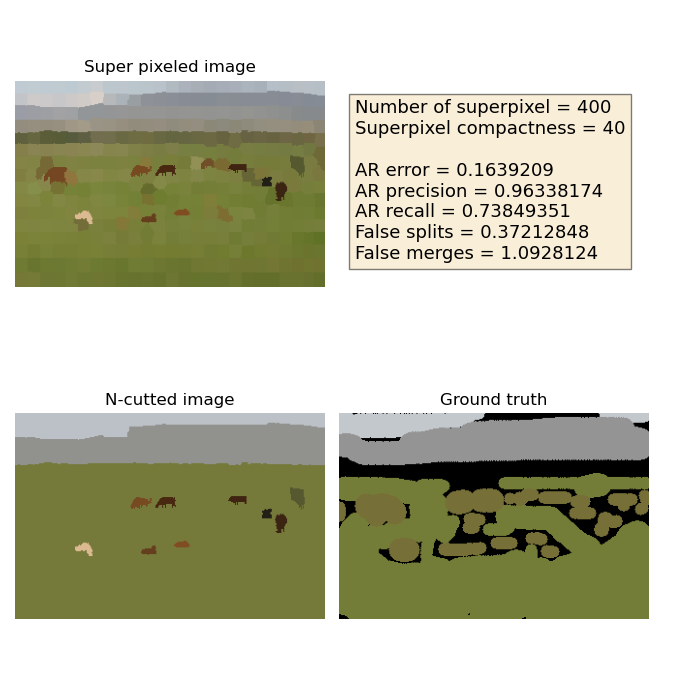 Super pixeled image
Number of superpixel = 400
Superpixel compactness = 40
AR error = 0.1639209
AR precision = 0.96338174
AR recall = 0.73849351
False splits = 0.37212848
False merges = 1.0928124
N-cutted image
Ground truth